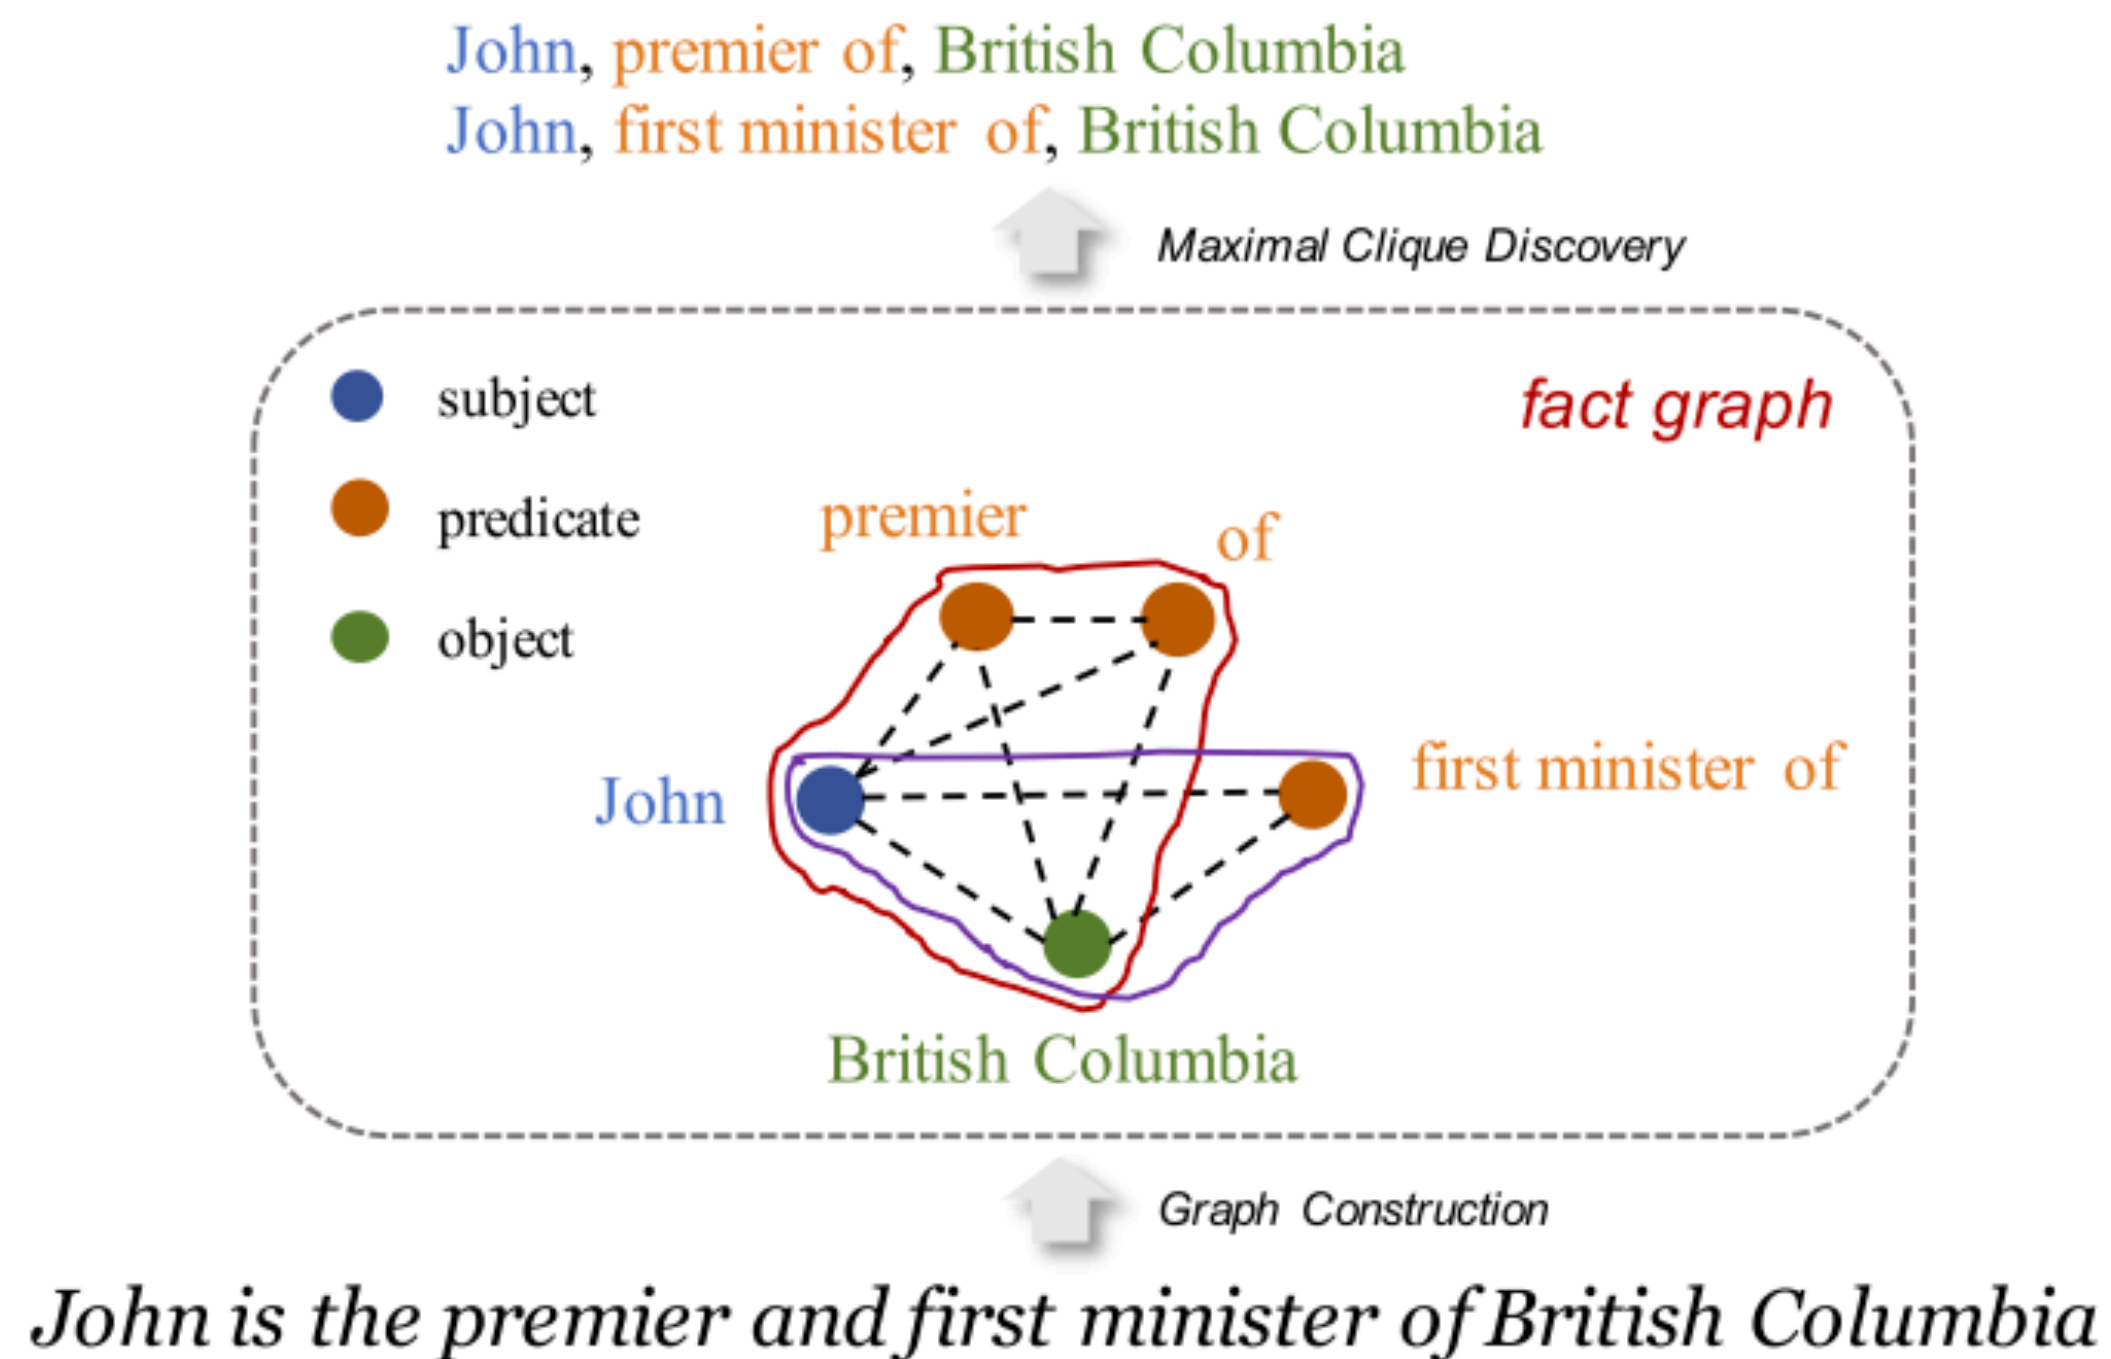 John, premier of, British Columbia
John, first minister of, British Columbia
Maximal Clique Discovery
subject
fact graph
predicate
premier
of
object
John
first minister of
British Columbia
Graph Construction
John is the premier and first minister of British Columbia